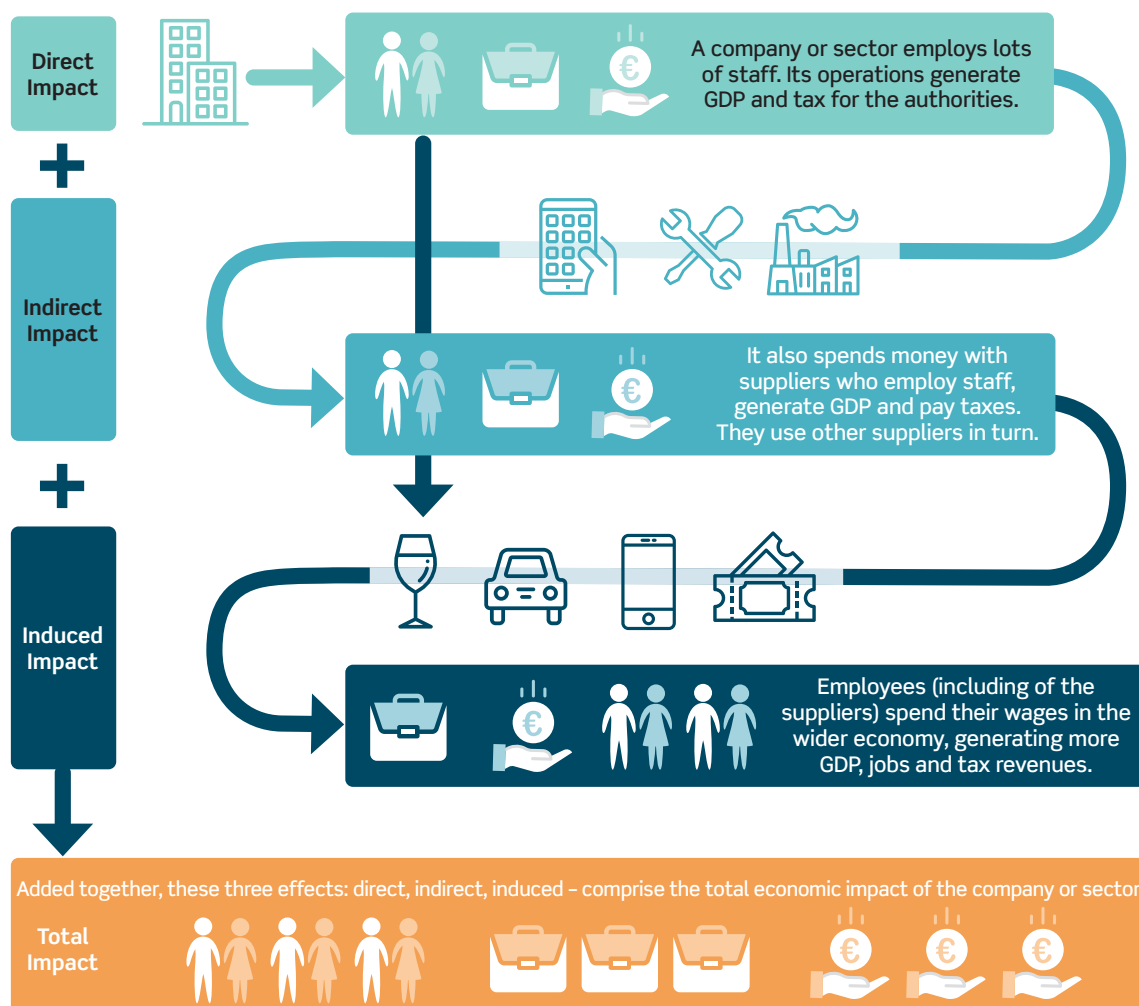 Direct
Impact
A company or sector employs lots
of staff. Its operations generate
GDP and tax for the authorities.
€
+
Indirect
Impact
It also spends money with
suppliers who employ staff,
generate GDP and pay taxes.
They use other suppliers in turn.
€
+
Induced
Impact
€
Employees (including of the
suppliers) spend their wages in the
wider economy, generating more
GDP, jobs and tax revenues.
Added together, these three effects: direct, indirect, induced – comprise the total economic impact of the company or sector
Total
Impact
€ € €